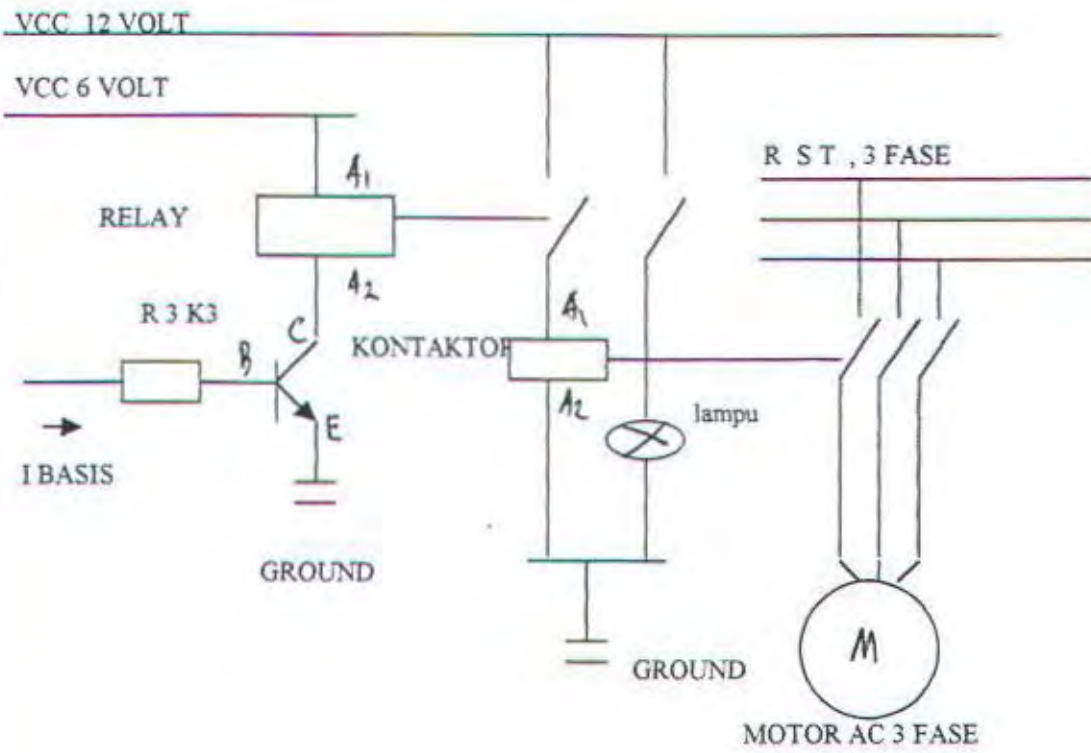 VCC 12 VOLT
VCC 6 VOLT
R S T , 3 FASE
A1
RELAY
A2
R 3 K3
C
B
KONTAKTOR
A1
A2
lampu
E
I BASIS
GROUND
GROUND
M
MOTOR AC 3 FASE